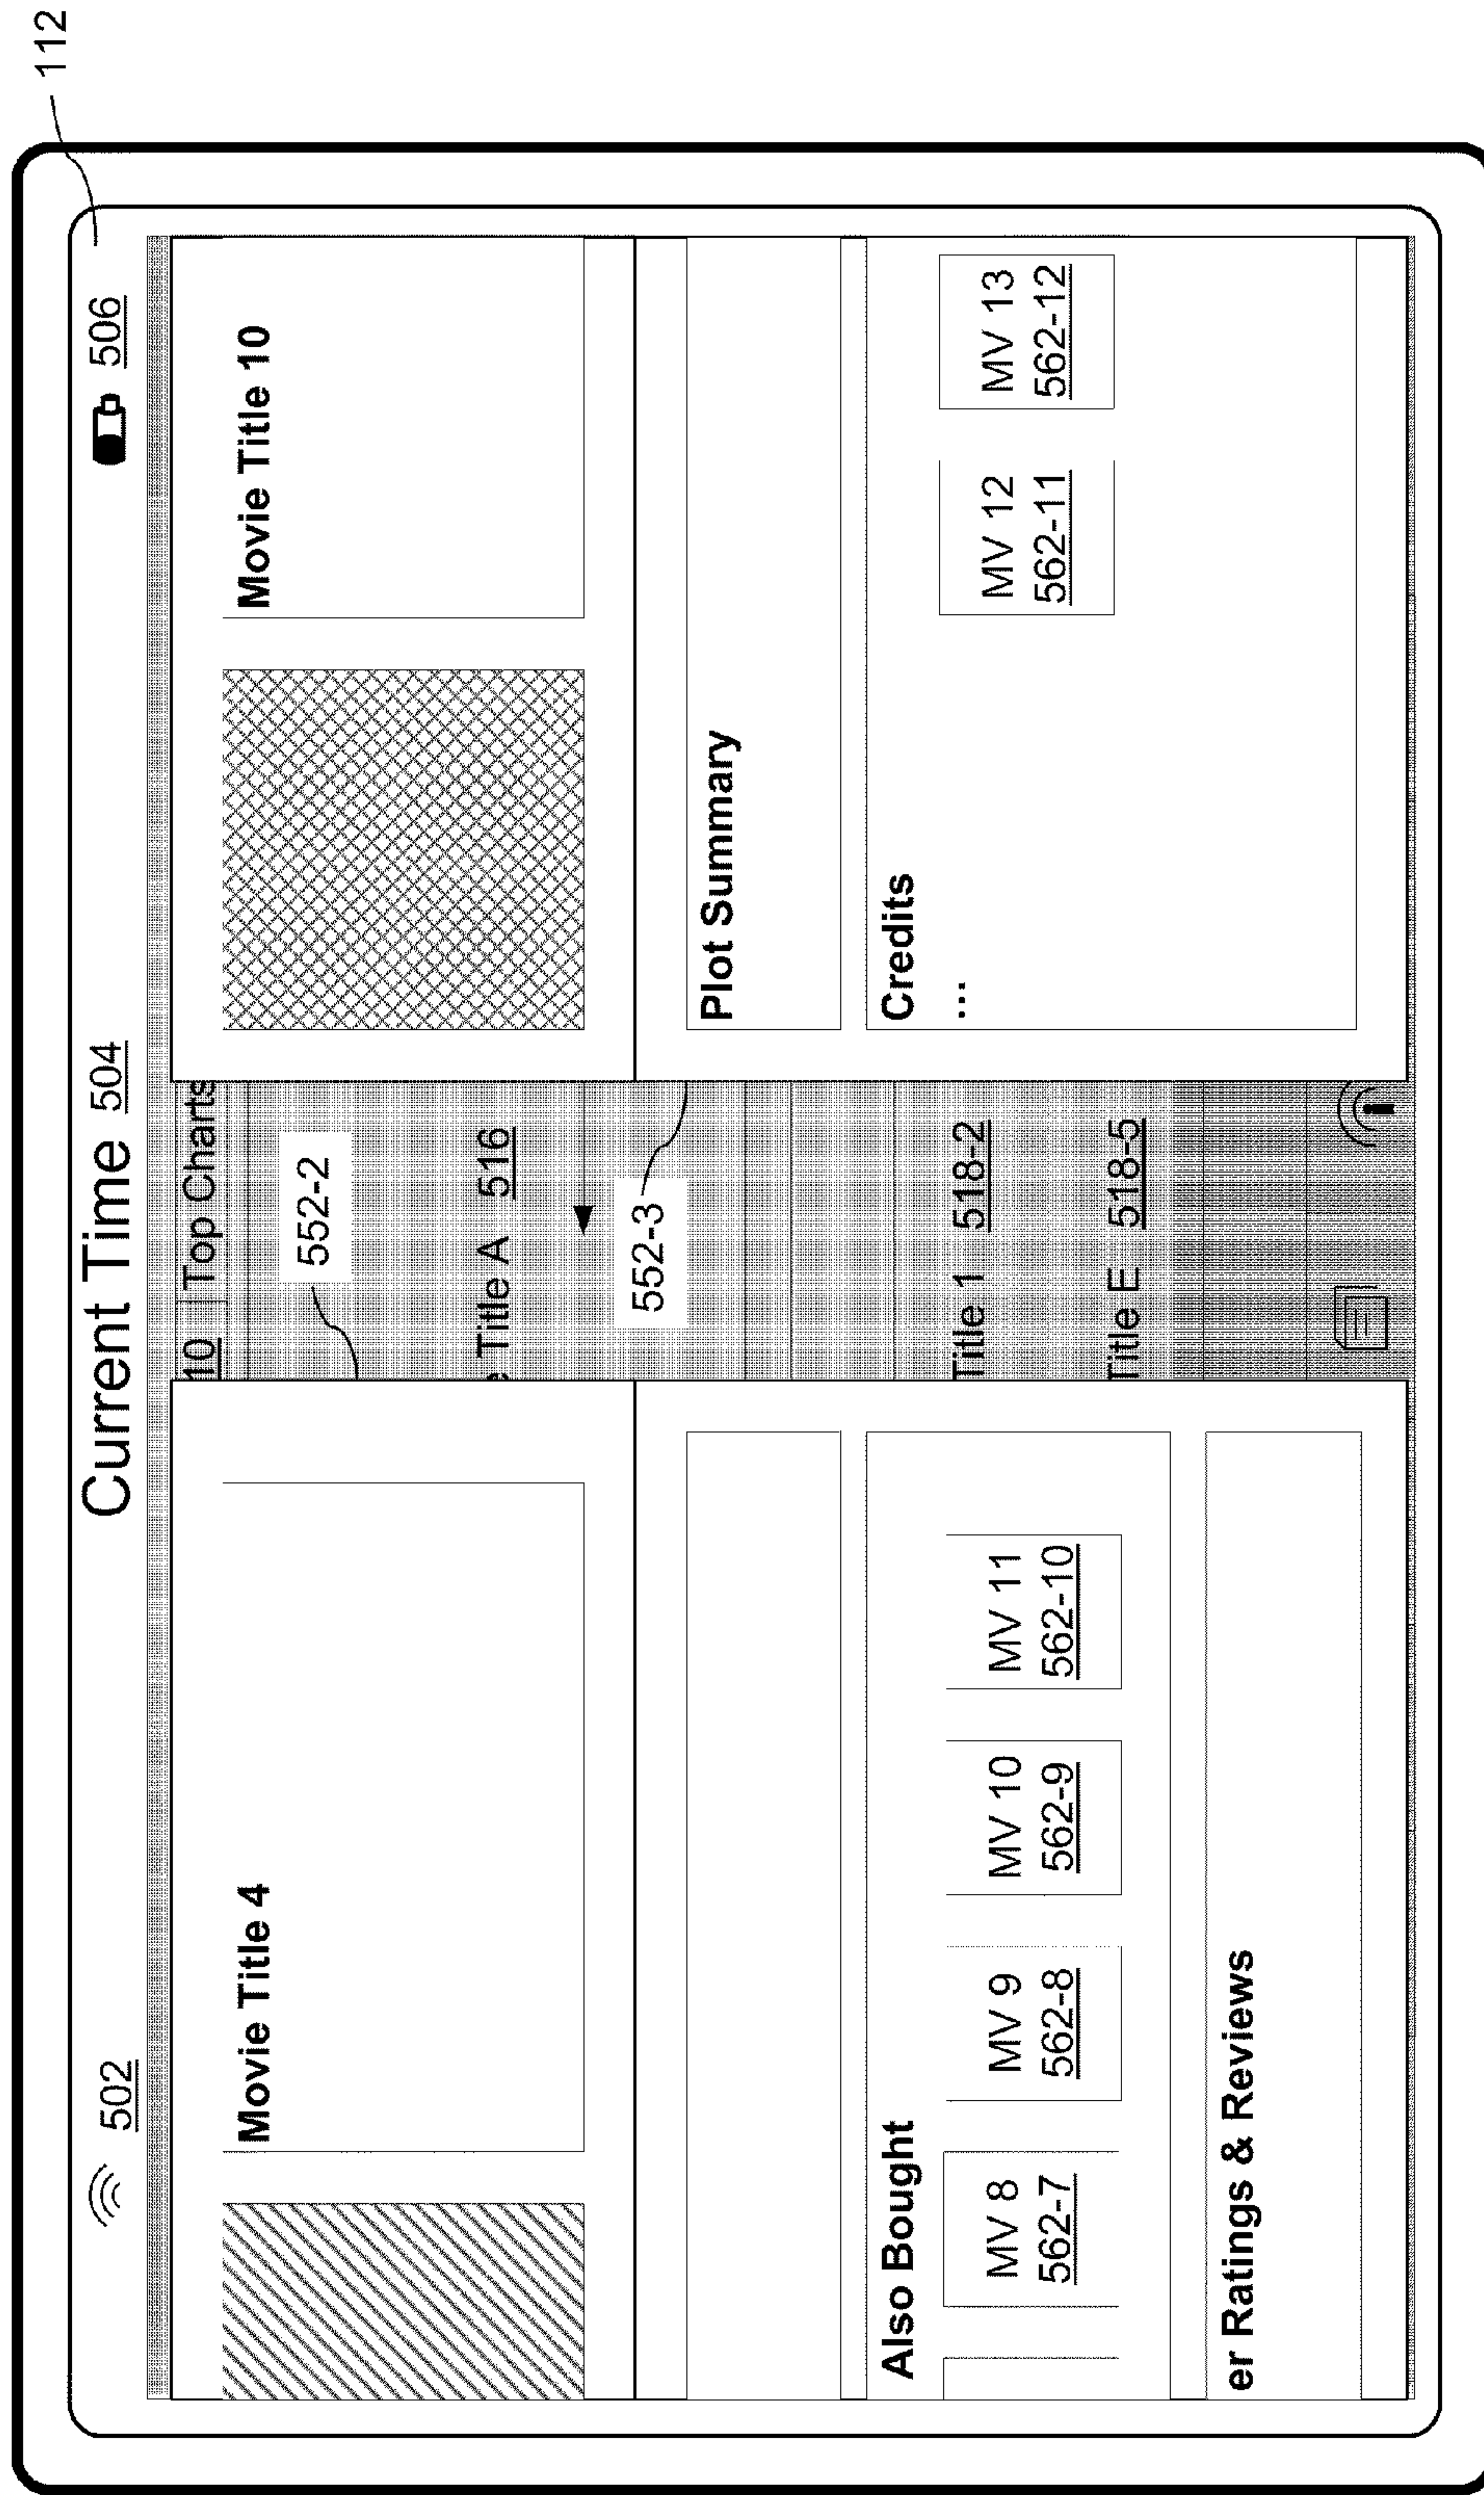 112
502
Current Time 504
506
10
Top Charts
Movie Title 4
552-2
Movie Title 10
Title A 516
552-3
Plot Summary
Also Bought
Credits
...
MV 8
562-7
MV 9
562-8
MV 10
562-9
MV 11
562-10
Title 1 518-2
MV 12
562-11
MV 13
562-12
Title E 518-5
er Ratings & Reviews